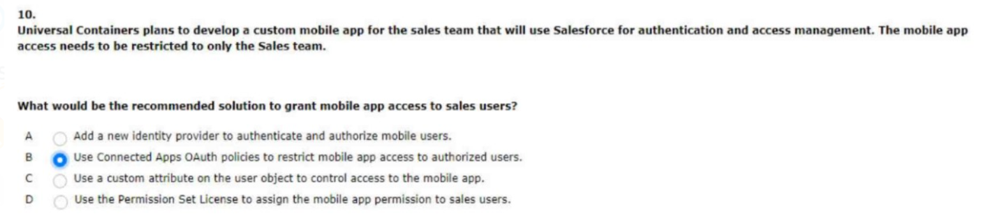 10.
Universal Containers plans to develop a custom mobile app for the sales team that will use Salesforce for authentication and access management. The mobile app
access needs to be restricted to only the Sales team.
What would be the recommended solution to grant mobile app access to sales users?
A Add a new identity provider to authenticate and authorize mobile users.
B Use Connected Apps OAuth policies to restrict mobile app access to authorized users.
C Use a custom attribute on the user object to control access to the mobile app.
D Use the Permission Set License to assign the mobile app permission to sales users.